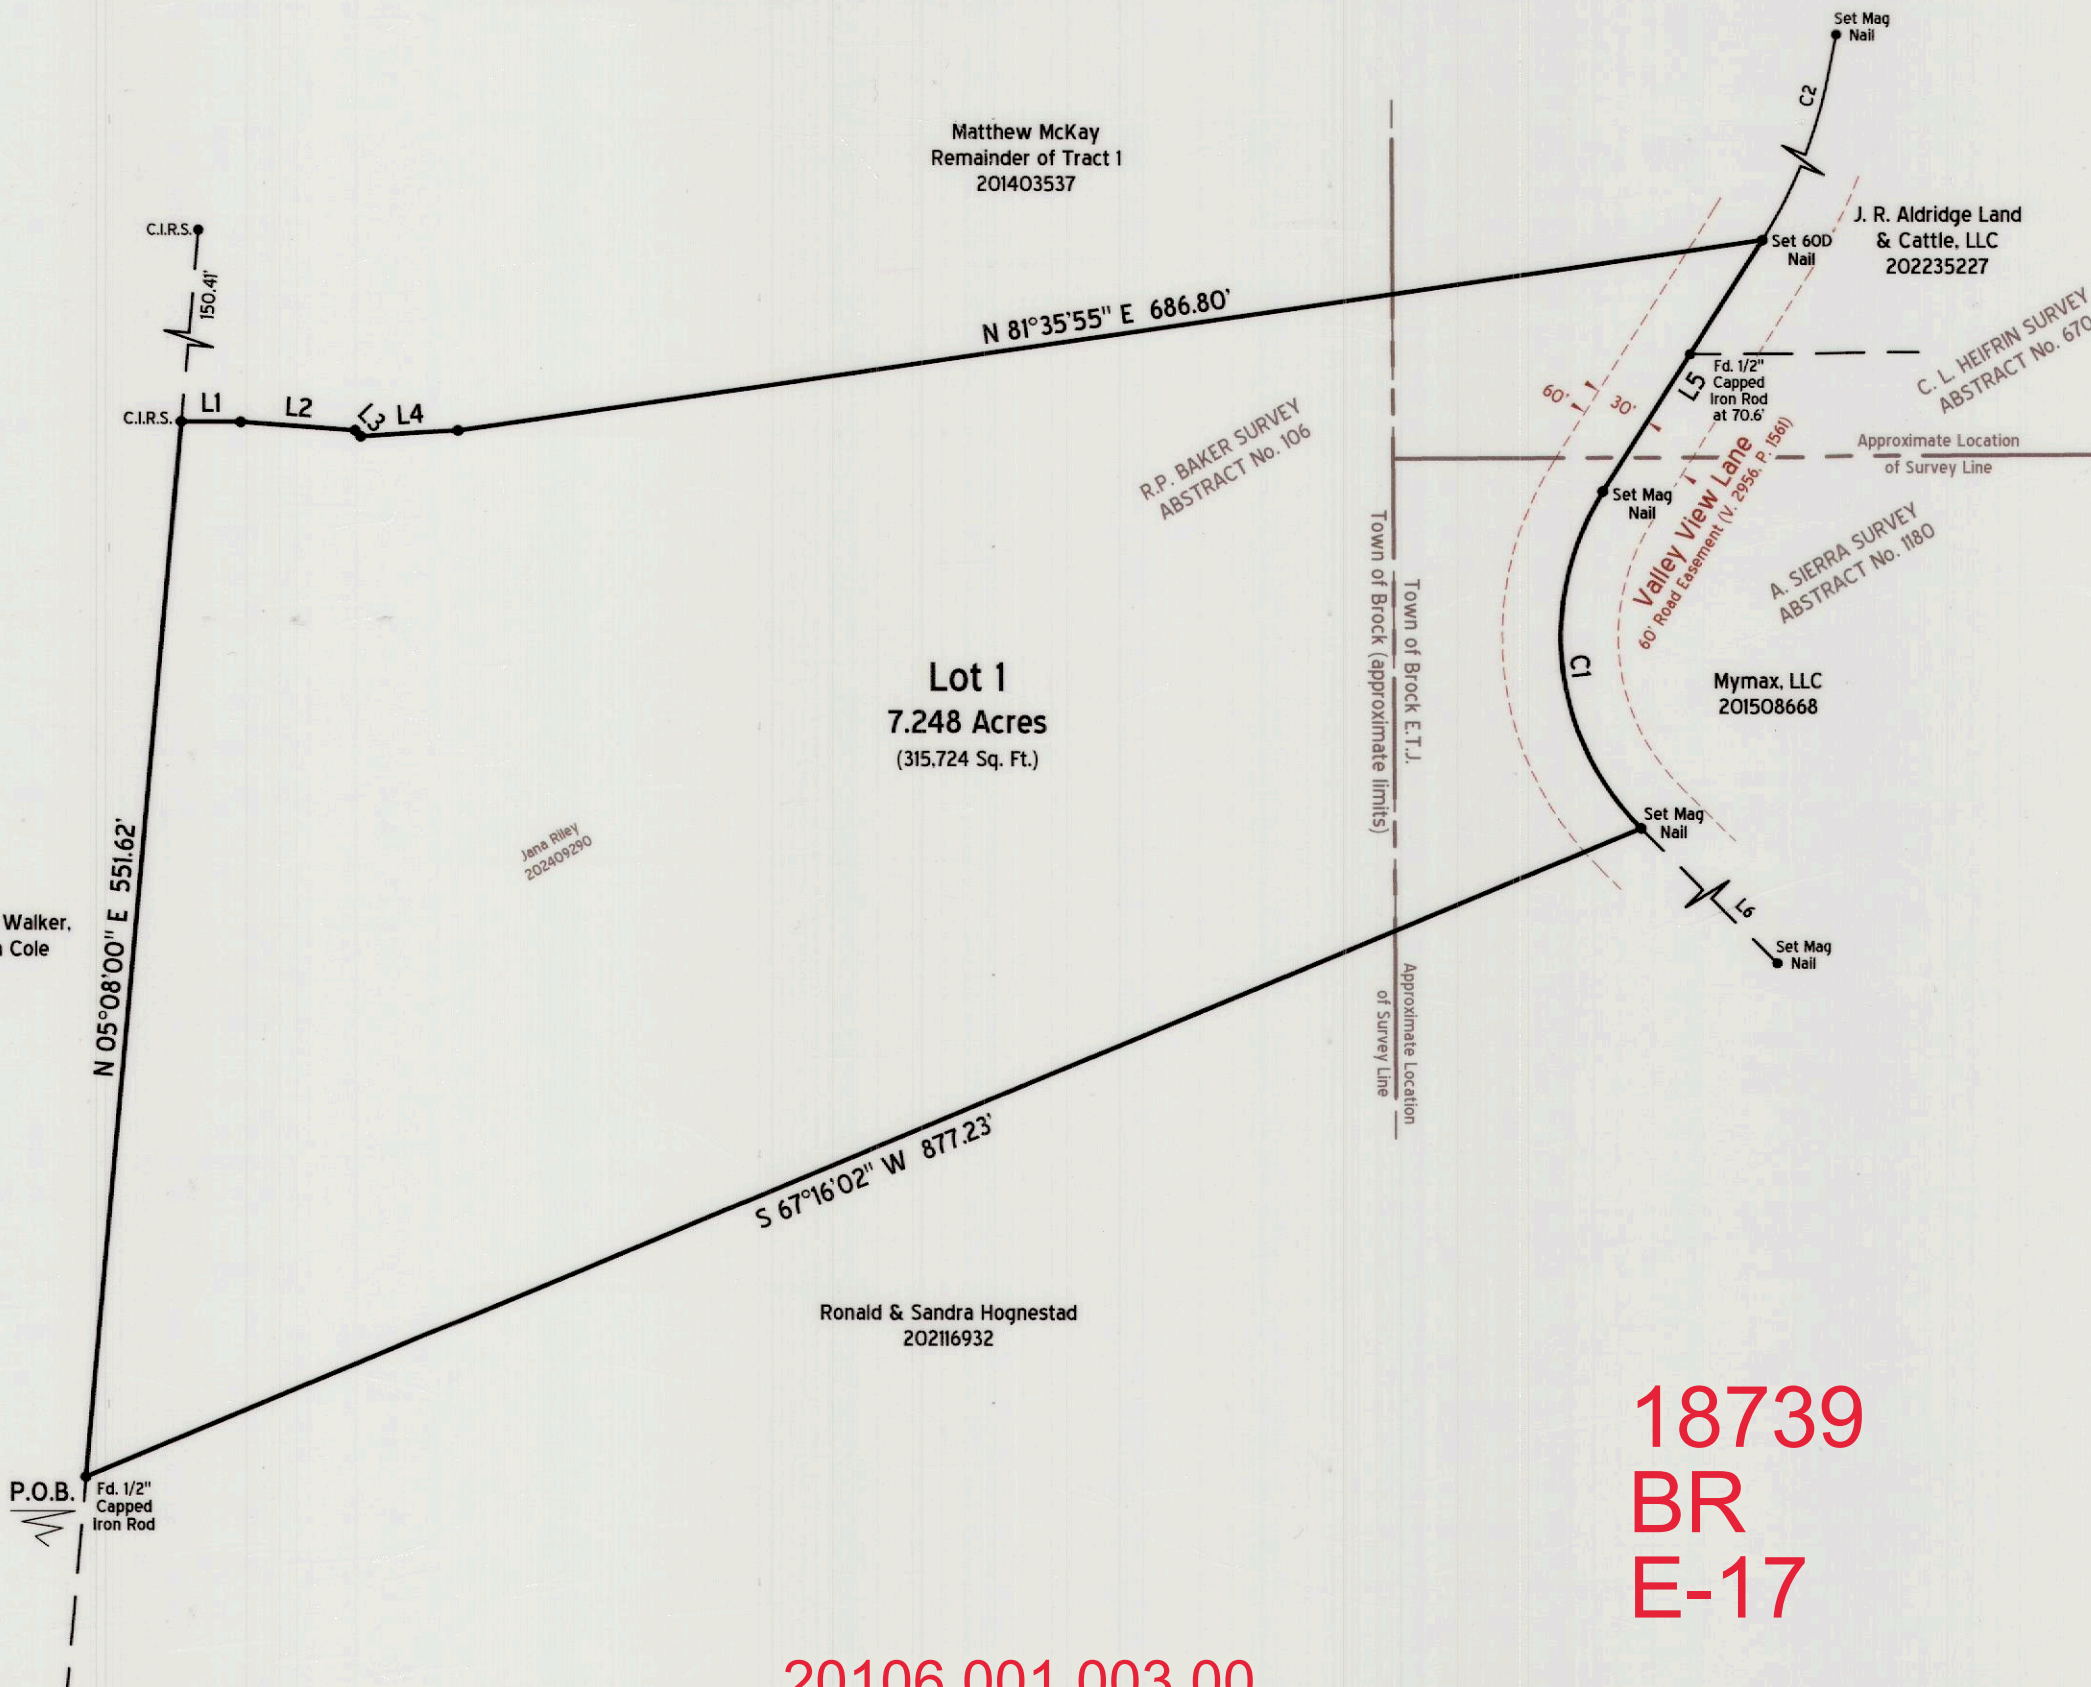 Set Mag
Nail
C2
Matthew McKay
Remainder of Tract 1
201403537
J. R. Aldridge Land
& Cattle, LLC
202235227
C.I.R.S.
150.41'
Set 60D
Nail
N 81°35'55" E 686.80'
C. L. HEIFRIN SURVEY
ABSTRACT No. 670
C.I.R.S.
L1
L2
L3
L4
60'
30'
L5
Fd. 1/2"
Capped
Iron Rod
at 70.6'
R.P. BAKER SURVEY
ABSTRACT No. 106
Approximate Location
of Survey Line
Set Mag
Nail
Valley View Lane
60' Road Easement (V. 2956, P. 1561)
A. SIERRA SURVEY
ABSTRACT No. 1180
Town of Brock E.T.J.
Town of Brock (approximate limits)
C1
Lot 1
7.248 Acres
(315,724 Sq. Ft.)
Mymax, LLC
201508668
Jana Riley
202409290
Set Mag
Nail
N 05°08'00" E 551.62'
Walker,
Cole
L6
Set Mag
Nail
Approximate Location
of Survey Line
S 67°16'02" W 877.23'
Ronald & Sandra Hognestad
202116932
18739
BR
E-17
P.O.B.
Fd. 1/2"
Capped
Iron Rod
20106.001.003.00